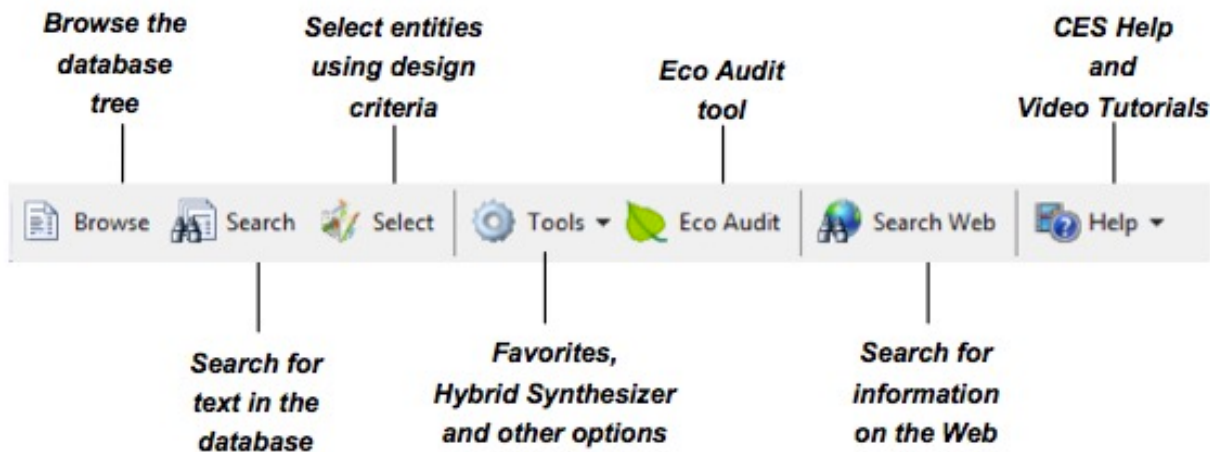 Browse the
database
tree
Select entities
using design
criteria
Eco Audit
tool
CES Help
and
Video Tutorials
Browse
Search
Select
Tools
Eco Audit
Search Web
Help
Search for
text in the
database
Favorites,
Hybrid Synthesizer
and other options
Search for
information
on the Web